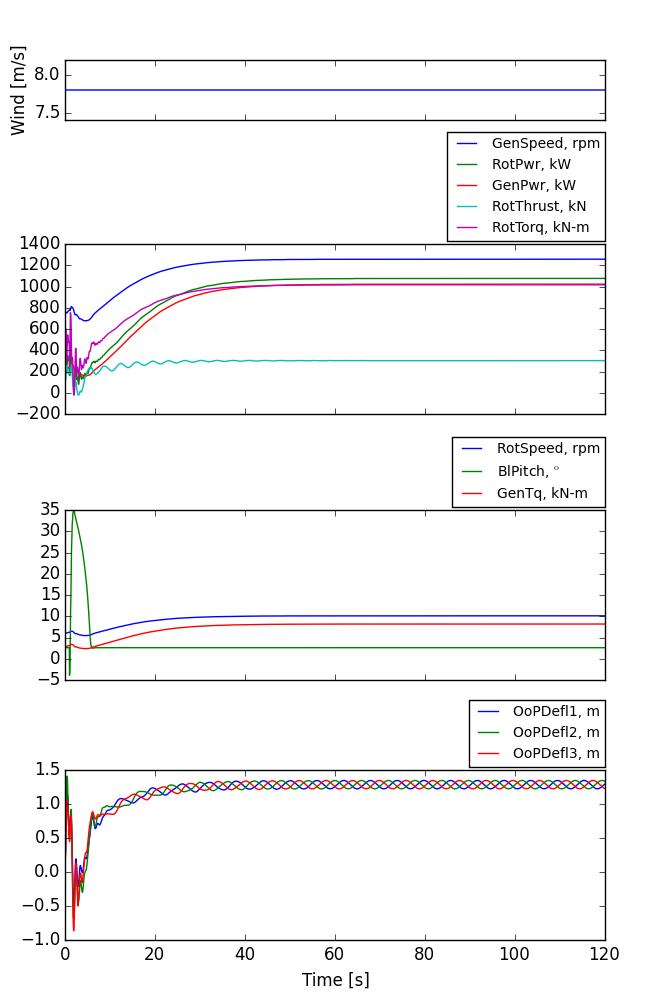 Wind [m/s]
8.0
7.5
GenSpeed, rpm
RotPwr, kW
GenPwr, kW
RotThrust, kN
RotTorq, kN-m
1400
1200
1000
800
600
400
200
0
−200
RotSpeed, rpm
BlPitch, °
GenTq, kN-m
35
30
25
20
15
10
5
0
−5
OoPDefl1, m
OoPDefl2, m
OoPDefl3, m
1.5
1.0
0.5
0.0
−0.5
−1.0
0 20 40 60 80 100 120
Time [s]